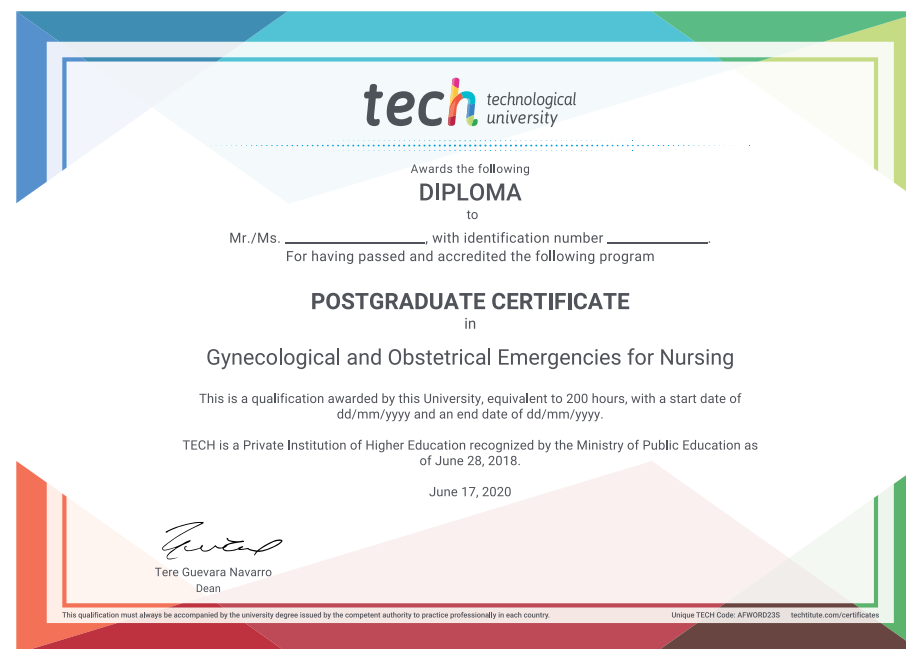 tech technological
university
Awards the following
DIPLOMA
to
Mr./Ms. ____________, with identification number ____________.
For having passed and accredited the following program
POSTGRADUATE CERTIFICATE
in
Gynecological and Obstetrical Emergencies for Nursing
This is a qualification awarded by this University, equivalent to 200 hours, with a start date of
dd/mm/yyyy and an end date of dd/mm/yyyy.
TECH is a Private Institution of Higher Education recognized by the Ministry of Public Education as
of June 28, 2018.
June 17, 2020
Tere Guevara Navarro
Dean
This qualification must always be accompanied by the university degree issued by the competent authority to practice professionally in each country. Unique TECH Code: AFWORD23S techtitute.com/certificates